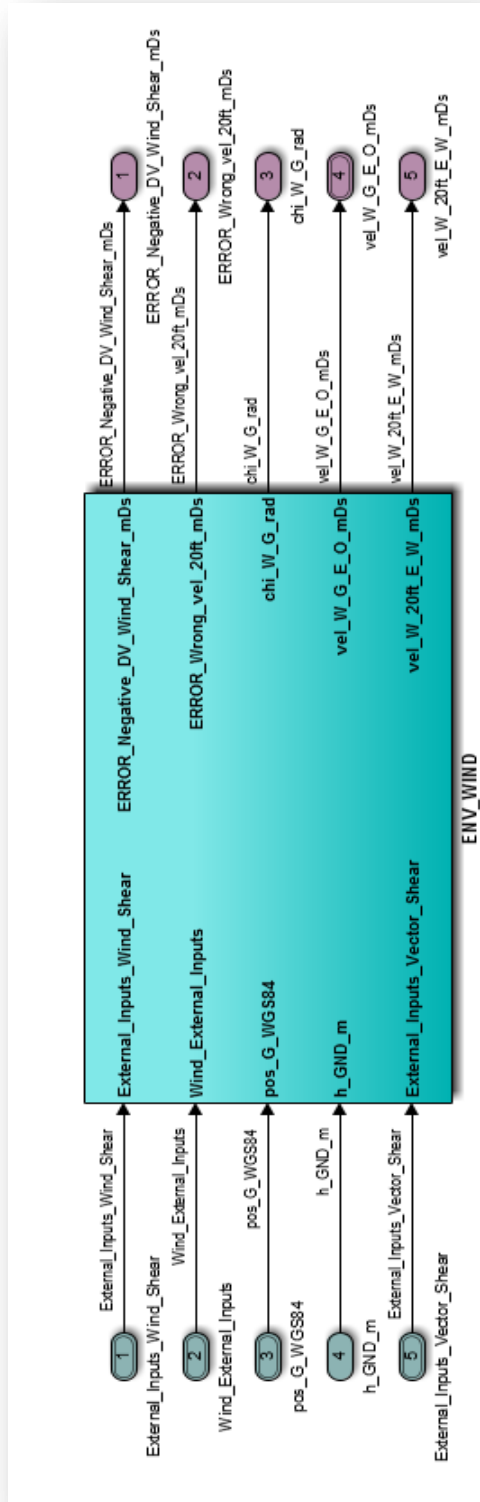 External_Inputs_Wind_Shear
1
External_Inputs_Wind_Shear
External_Inputs_Wind_Shear
ERROR_Negative_DV_Wind_Shear_mDs
ERROR_Negative_DV_Wind_Shear_mDs
1
ERROR_Negative_DV_Wind_Shear_mDs
Wind_External_Inputs
2
Wind_External_Inputs
Wind_External_Inputs
ERROR_Wrong_vel_20ft_mDs
ERROR_Wrong_vel_20ft_mDs
2
ERROR_Wrong_vel_20ft_mDs
pos_G_WGS84
3
pos_G_WGS84
pos_G_WGS84
chi_W_G_rad
chi_W_G_rad
3
chi_W_G_rad
h_GND_m
4
h_GND_m
h_GND_m
vel_W_G_E_O_mDs
vel_W_G_E_O_mDs
4
vel_W_G_E_O_mDs
External_Inputs_Vector_Shear
5
External_Inputs_Vector_Shear
External_Inputs_Vector_Shear
vel_W_20ft_E_W_mDs
vel_W_20ft_E_W_mDs
5
vel_W_20ft_E_W_mDs
ENV_WIND